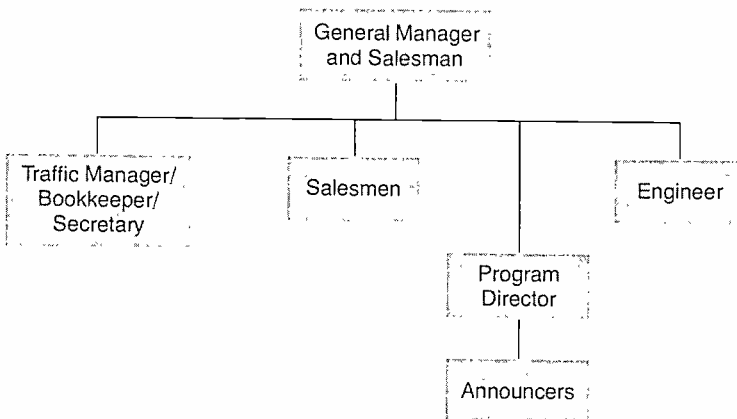 General Manager
and Salesman
Traffic Manager/
Bookkeeper/
Secretary
Salesmen
Engineer
Program
Director
Announcers